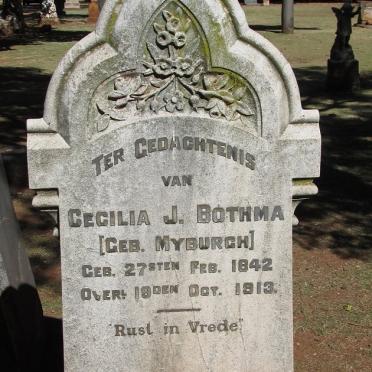 TER GEDACHTENIS
VAN
CECILIA J. BOTHMA
[GEB. MYBURGH]
GEB. 27STEN FEB. 1842
OVERL 19DEN OCT. 1913.
"RUST IN VREDE"